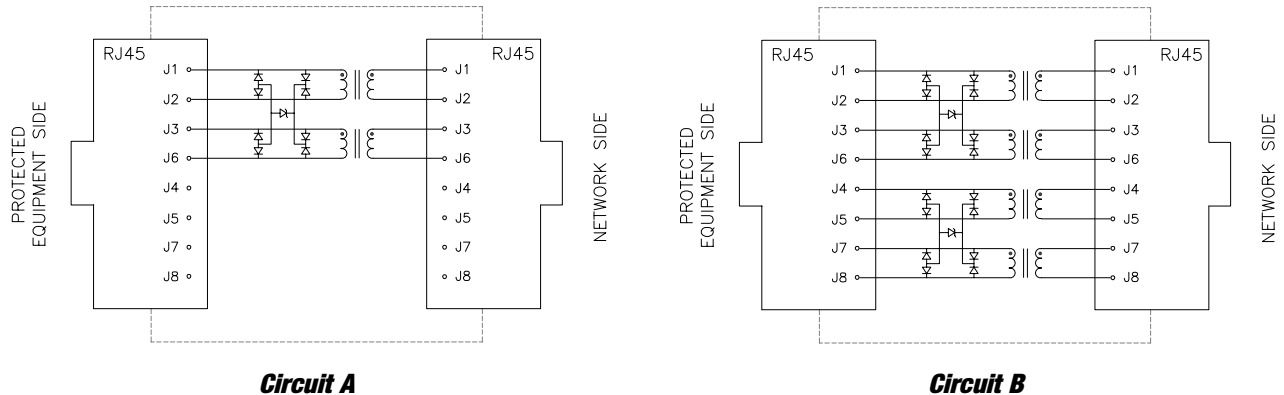 PROTECTED
EQUIPMENT SIDE
RJ45
J1
J2
J3
J6
J4
J5
J7
J8
RJ45
J1
J2
J3
J6
J4
J5
J7
J8
NETWORK SIDE
Circuit A
PROTECTED
EQUIPMENT SIDE
RJ45
J1
J2
J3
J6
J4
J5
J7
J8
RJ45
J1
J2
J3
J6
J4
J5
J7
J8
NETWORK SIDE
Circuit B